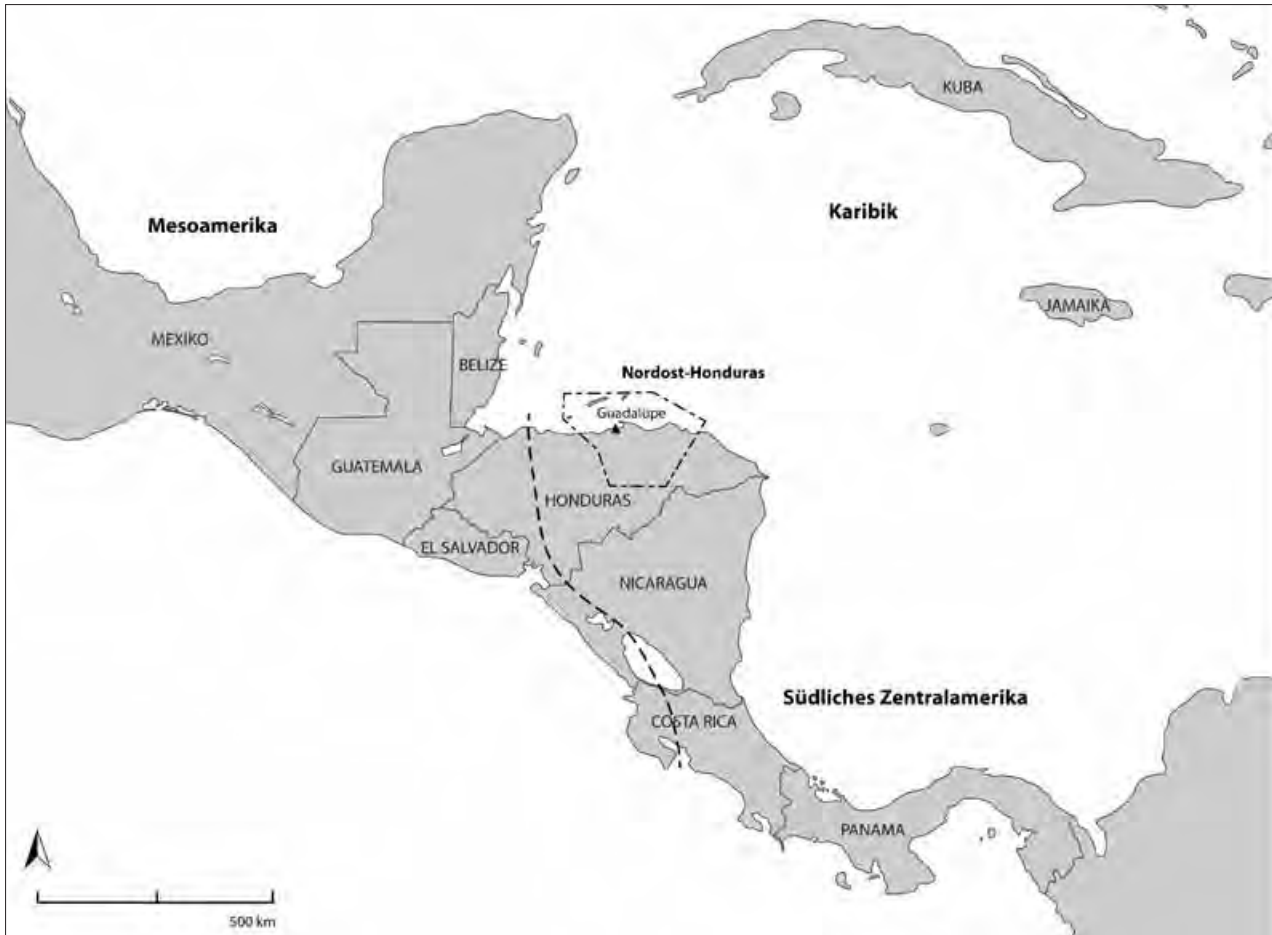 KUBA
Mesoamerika
Karibik
JAMAIKA
MEXIKO
BELIZE
Nordost-Honduras
Guadalupe
GUATEMALA
HONDURAS
EL SALVADOR
NICARAGUA
Südliches Zentralamerika
COSTA RICA
PANAMA
500 km